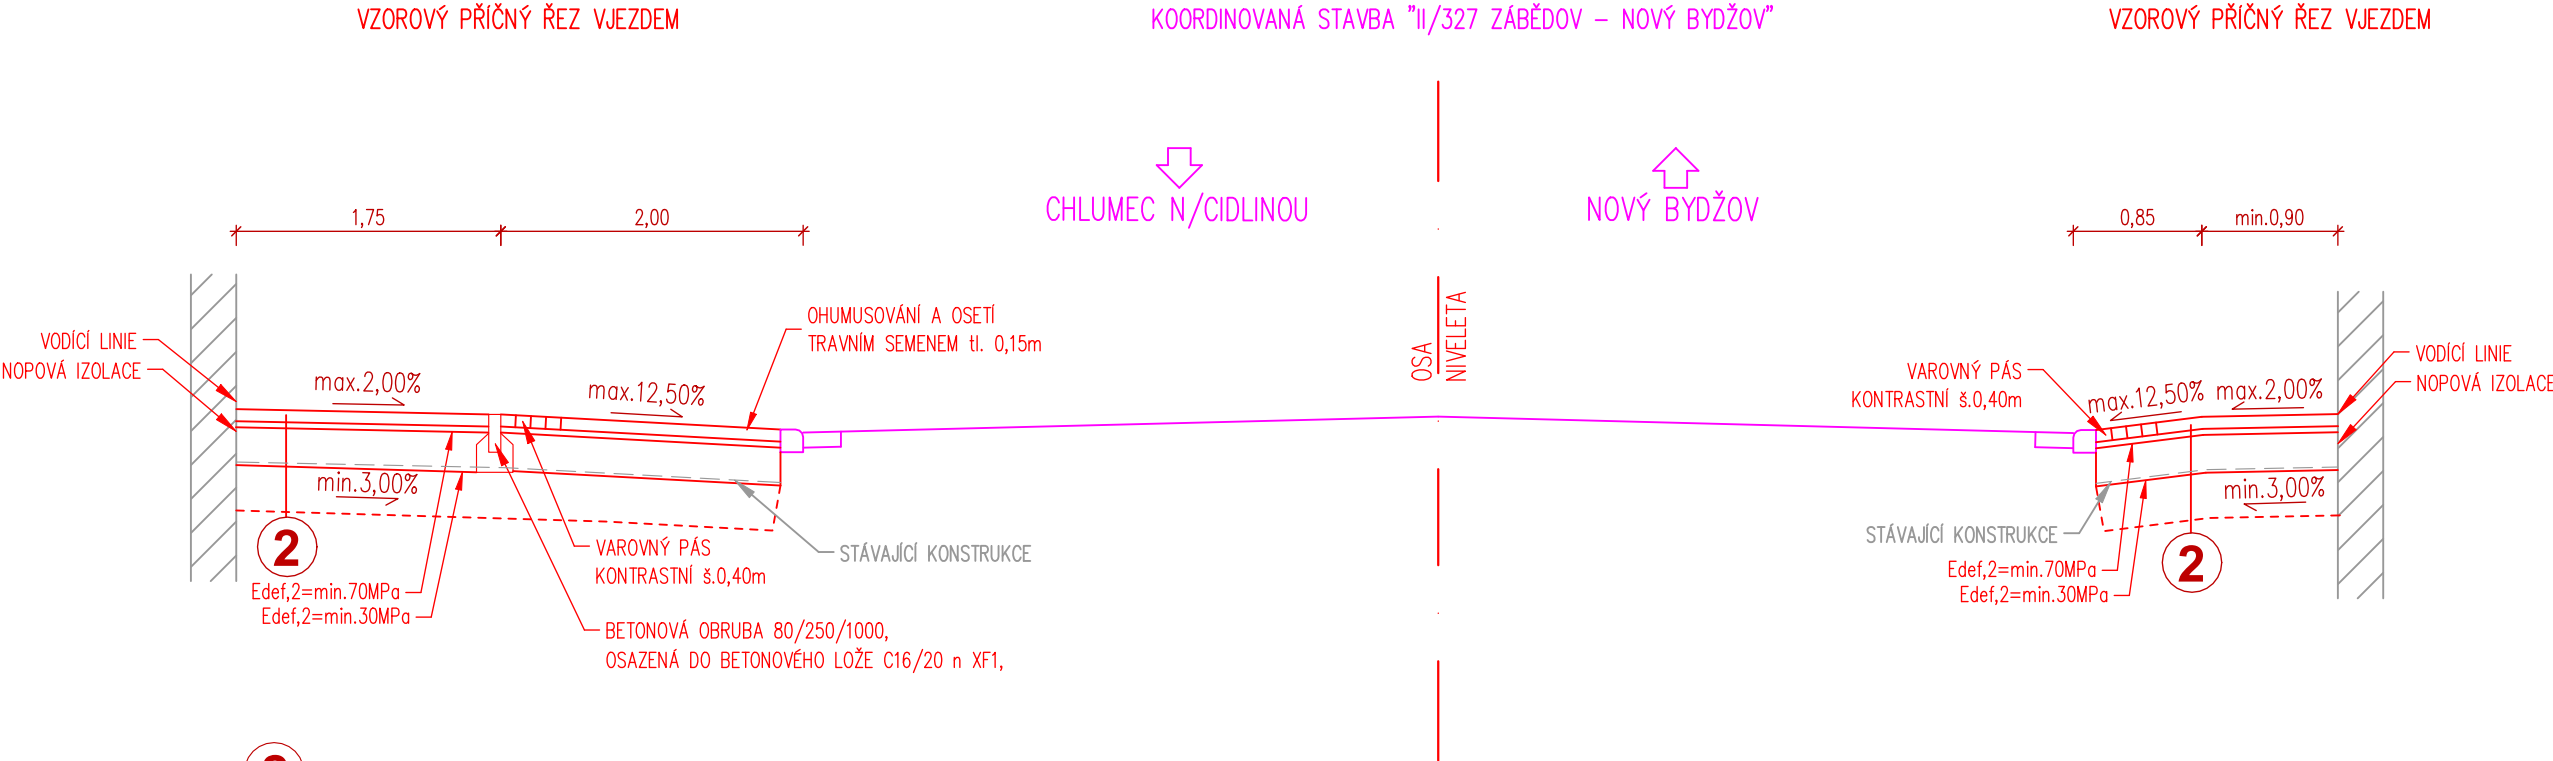 VZOROVÝ PŘÍČNÝ ŘEZ VJEZDEM
KOORDINOVANÁ STAVBA "II/327 ZÁBĚDOV – NOVÝ BYDŽOV"
VZOROVÝ PŘÍČNÝ ŘEZ VJEZDEM
CHLUMEC N/CIDLINOU
NOVÝ BYDŽOV
1,75
2,00
0,85
min.0,90
OSA
NIVELETA
VODÍCÍ LINIE
NOPOVÁ IZOLACE
max.2,00%
max.12,50%
OHUMUSOVÁNÍ A OSETÍ
TRAVNÍM SEMENEM tl. 0,15m
min.3,00%
2
Edef,2=min.70MPa
Edef,2=min.30MPa
VAROVNÝ PÁS
KONTRASTNÍ š.0,40m
STÁVAJÍCÍ KONSTRUKCE
BETONOVÁ OBRUBA 80/250/1000,
OSAZENÁ DO BETONOVÉHO LOŽE C16/20 n XF1,
VAROVNÝ PÁS
KONTRASTNÍ š.0,40m
max.12,50%
max.2,00%
VODÍCÍ LINIE
NOPOVÁ IZOLACE
min.3,00%
STÁVAJÍCÍ KONSTRUKCE
Edef,2=min.70MPa
Edef,2=min.30MPa
2